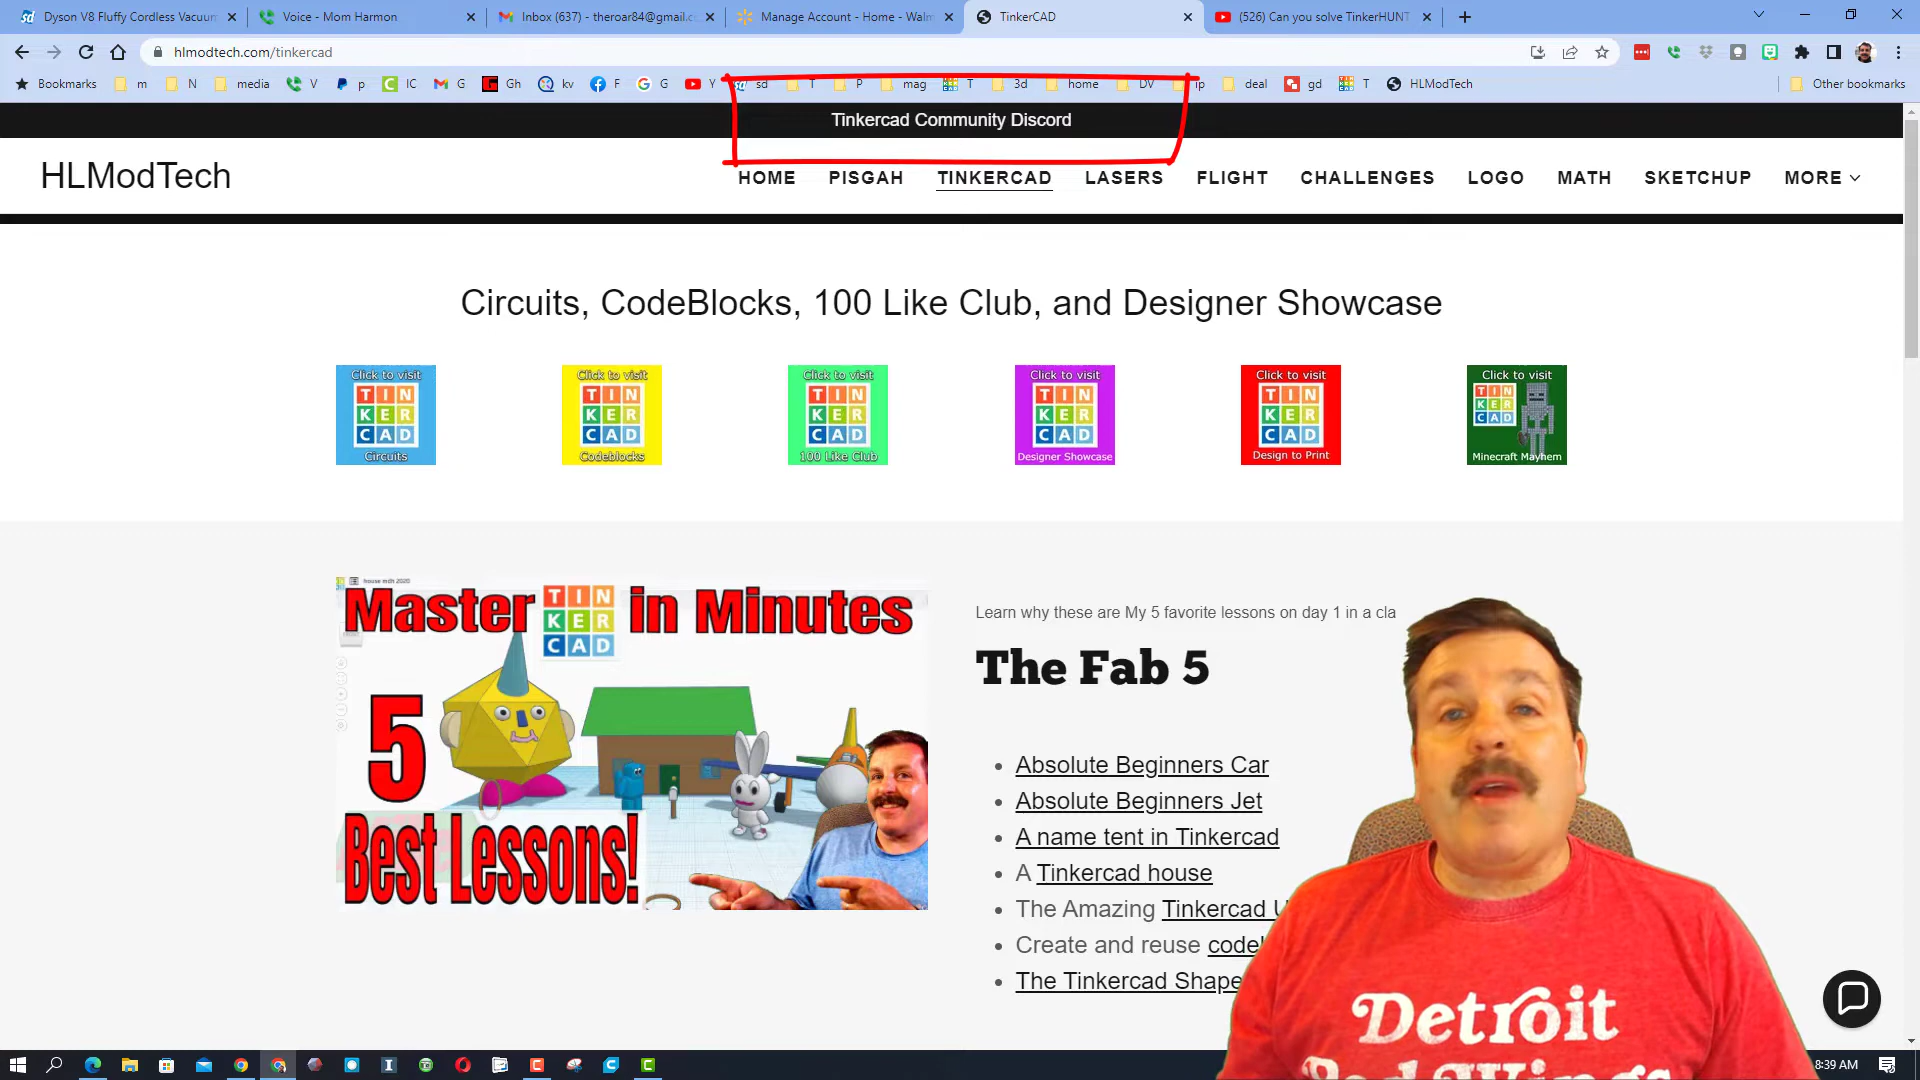 Dyson V8 Fluffy Cordless Vacuum
Voice - Mom Harmon
Inbox (637) - theroar84@gmail.c
Manage Account - Home - Walm
TinkerCAD
(526) Can you solve TinkerHUNT
hlmodtech.com/tinkercad
Bookmarks m N media V p IC G Gh kv F G Y sd T P mag T 3d home DV ip deal gd T HLModTech Other bookmarks
Tinkercad Community Discord
HLModTech
HOME PISGAH TINKERCAD LASERS FLIGHT CHALLENGES LOGO MATH SKETCHUP MORE
Circuits, CodeBlocks, 100 Like Club, and Designer Showcase
Click to visit
TIN
KER
CAD
Circuits
Click to visit
TIN
KER
CAD
Codeblocks
Click to visit
TIN
KER
CAD
100 Like Club
Click to visit
TIN
KER
CAD
Designer Showcase
Click to visit
TIN
KER
CAD
Design to Print
Click to visit
TIN
KER
CAD
Minecraft Mayhem
house mdh 2020
Master TIN KER CAD in Minutes
5
Best Lessons!
Learn why these are My 5 favorite lessons on day 1 in a cla
The Fab 5
Absolute Beginners Car
Absolute Beginners Jet
A name tent in Tinkercad
A Tinkercad house
The Amazing Tinkercad U
Create and reuse codeb
The Tinkercad Shape
Detroit
Red Wings
8:39 AM